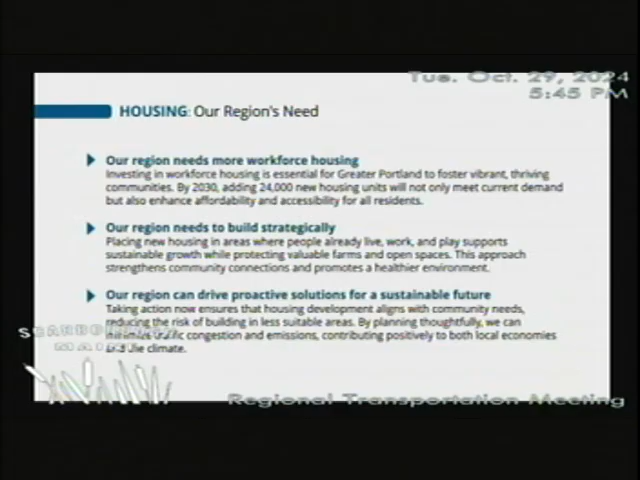 Tue. Oct. 29, 2024
5:45 PM
HOUSING: Our Region's Need
Our region needs more workforce housing
Investing in workforce housing is essential for Greater Portland to foster vibrant, thriving
communities. By 2030, adding 24,000 new housing units will not only meet current demand
but also enhance affordability and accessibility for all residents.
Our region needs to build strategically
Placing new housing in areas where people already live, work, and play supports
sustainable growth while protecting valuable farms and open spaces. This approach
strengthens community connections and promotes a healthier environment.
Our region can drive proactive solutions for a sustainable future
Taking action now ensures that housing development aligns with community needs,
reducing the risk of building in less suitable areas. By planning thoughtfully, we can
minimize traffic congestion and emissions, contributing positively to both local economies
and the climate.
MAINE
Regional Transportation Meeting